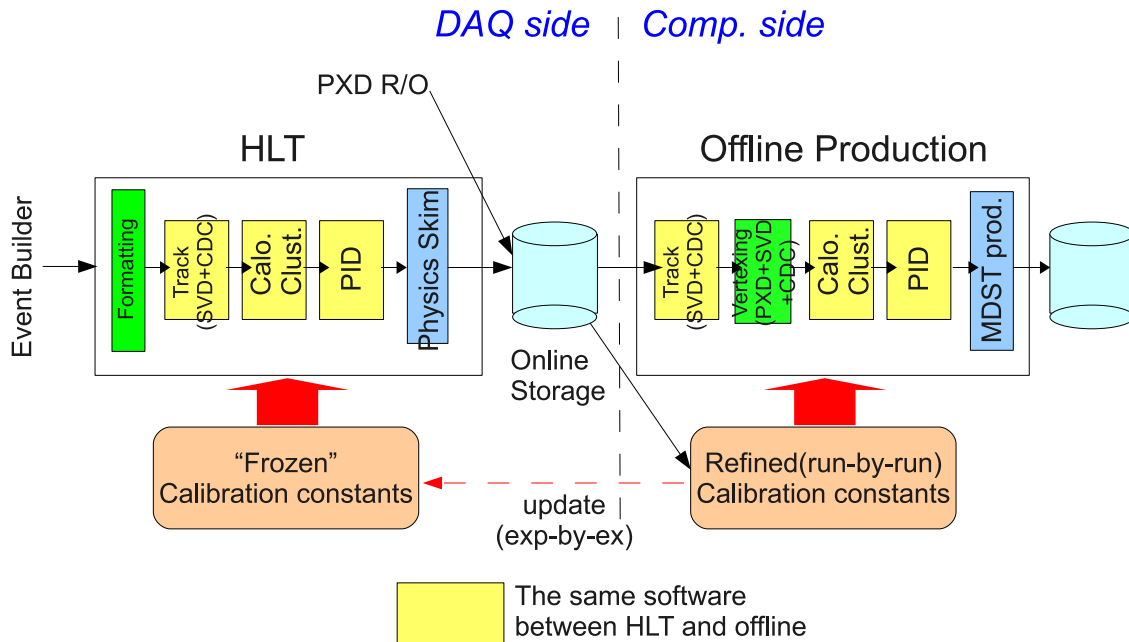 DAQ side
Comp. side
PXD R/O
HLT
Offline Production
Event Builder
Formatting
Track
(SVD+CDC)
Calo.
Clust.
PID
Physics Skim
Online
Storage
Track
(SVD+CDC)
Vertexing
(PXD+SVD
+CDC)
Calo.
Clust.
PID
MDST prod.
“Frozen”
Calibration constants
update
(exp-by-ex)
Refined(run-by-run)
Calibration constants
The same software
between HLT and offline